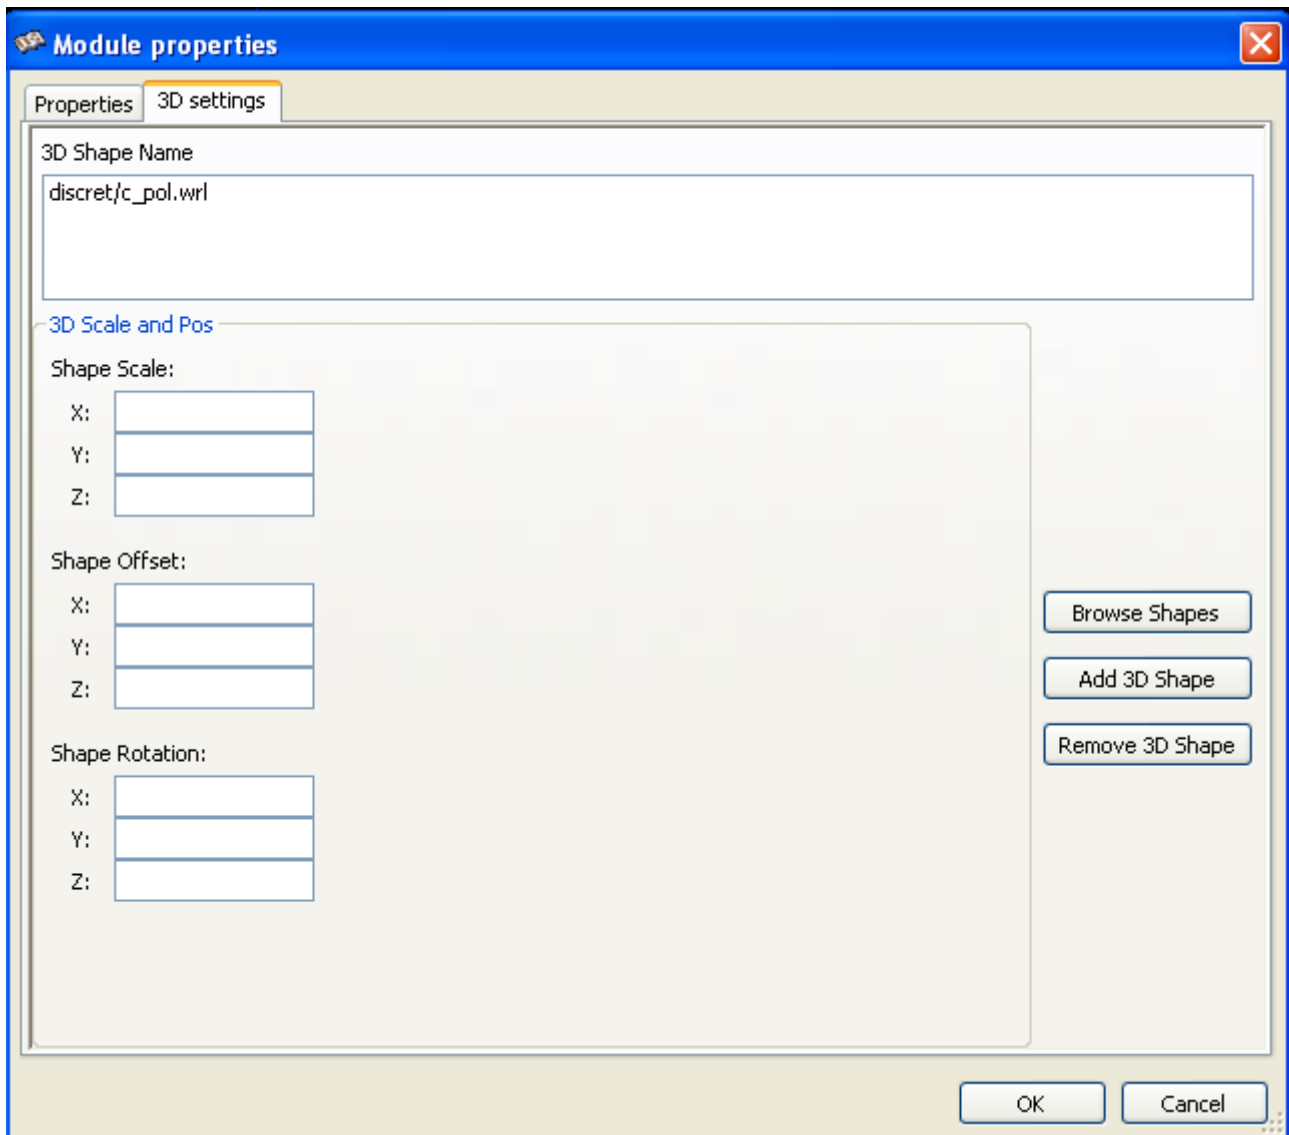 Module properties
Properties 3D settings
3D Shape Name
discret/c_pol.wrl
3D Scale and Pos
Shape Scale:
X:
Y:
Z:
Shape Offset:
X:
Y:
Z:
Browse Shapes
Add 3D Shape
Remove 3D Shape
Shape Rotation:
X:
Y:
Z:
OK Cancel